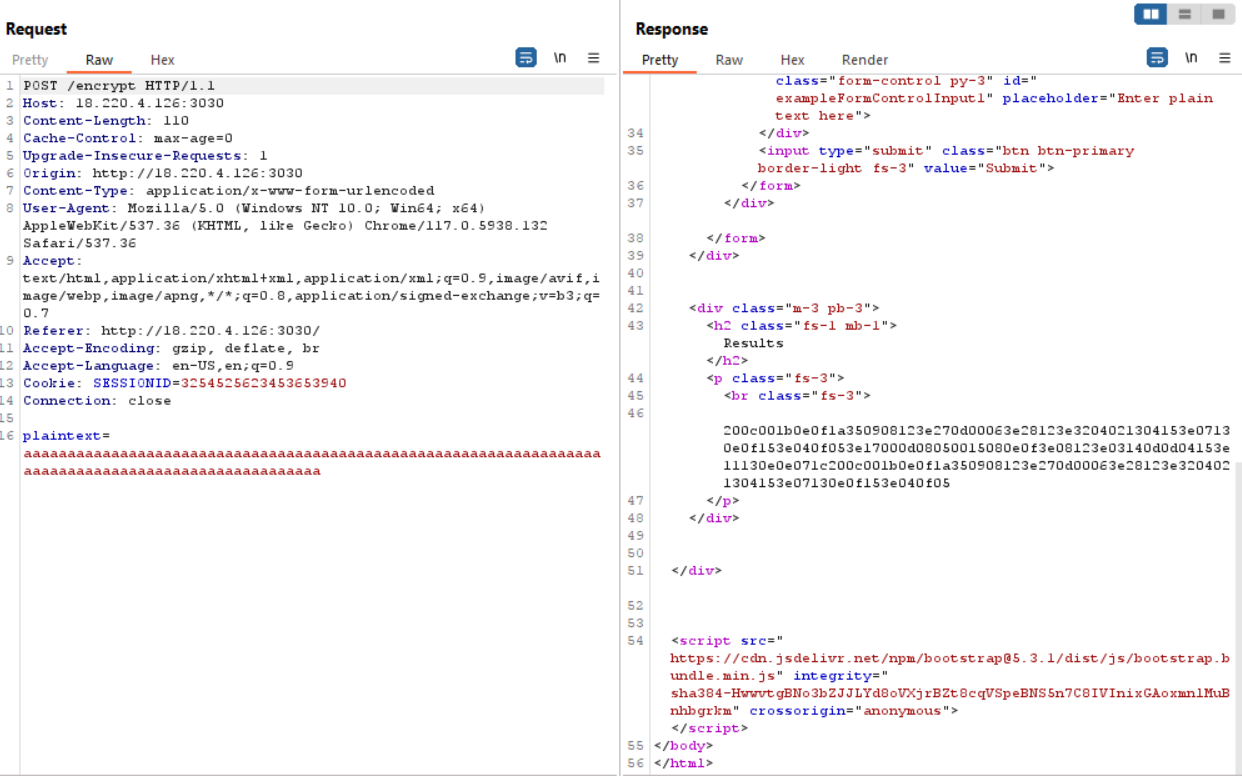 Request
Pretty Raw Hex \n
1 POST /encrypt HTTP/1.1
2 Host: 18.220.4.126:3030
3 Content-Length: 110
4 Cache-Control: max-age=0
5 Upgrade-Insecure-Requests: 1
6 Origin: http://18.220.4.126:3030
7 Content-Type: application/x-www-form-urlencoded
8 User-Agent: Mozilla/5.0 (Windows NT 10.0; Win64; x64)
AppleWebKit/537.36 (KHTML, like Gecko) Chrome/117.0.5938.132
Safari/537.36
9 Accept:
text/html,application/xhtml+xml,application/xml;q=0.9,image/avif,i
mage/webp,image/apng,*/*;q=0.8,application/signed-exchange;v=b3;q=
0.7
10 Referer: http://18.220.4.126:3030/
11 Accept-Encoding: gzip, deflate, br
12 Accept-Language: en-US,en;q=0.9
13 Cookie: SESSIONID=3254525623453653940
14 Connection: close
15
16 plaintext=
aaaaaaaaaaaaaaaaaaaaaaaaaaaaaaaaaaaaaaaaaaaaaaaaaaaaaaaaaaaaaaaaaa
aaaaaaaaaaaaaaaaaaaaaaaaaaaaaaaaaa
Response
Pretty Raw Hex Render \n
class="form-control py-3" id="
exampleFormControlInput1" placeholder="Enter plain
text here">
34 </div>
35 <input type="submit" class="btn btn-primary
border-light fs-3" value="Submit">
36 </form>
37 </div>
38 </form>
39 </div>
40
41
42 <div class="m-3 pb-3">
43 <h2 class="fs-1 mb-1">
Results
</h2>
44 <p class="fs-3">
45 <br class="fs-3">
46
200c001b0e0f1a350908123e270d00063e28123e3204021304153e0713
0e0f153e040f053e17000d08050015080e0f3e08123e03140d0d04153e
11130e0e071c200c001b0e0f1a350908123e270d00063e28123e320402
1304153e07130e0f153e040f05
47 </p>
48 </div>
49
50
51 </div>
52
53
54 <script src="
https://cdn.jsdelivr.net/npm/bootstrap@5.3.1/dist/js/bootstrap.b
undle.min.js" integrity="
sha384-HwwvtgBNo3bZJJLYd8oVXjrBZt8cqVSpeBNS5n7C8IVInixGAoxmnlMuB
nhbgrkm" crossorigin="anonymous">
</script>
55 </body>
56 </html>